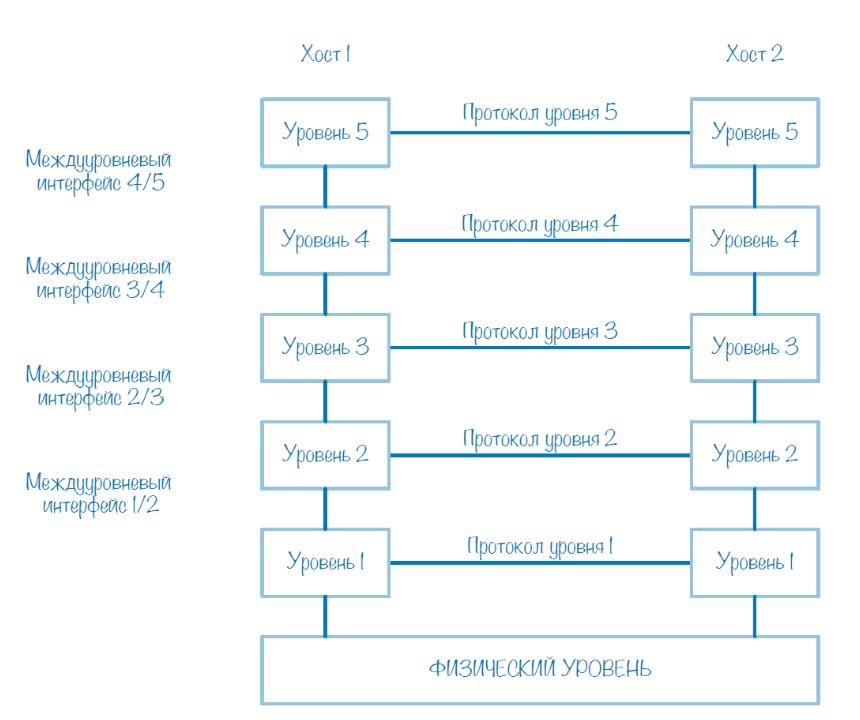 Хост 1
Хост 2
Уровень 5
Протокол уровня 5
Уровень 5
Междууровневый
интерфейс 4/5
Уровень 4
Протокол уровня 4
Уровень 4
Междууровневый
интерфейс 3/4
Уровень 3
Протокол уровня 3
Уровень 3
Междууровневый
интерфейс 2/3
Уровень 2
Протокол уровня 2
Уровень 2
Междууровневый
интерфейс 1/2
Уровень 1
Протокол уровня 1
Уровень 1
ФИЗИЧЕСКИЙ УРОВЕНЬ